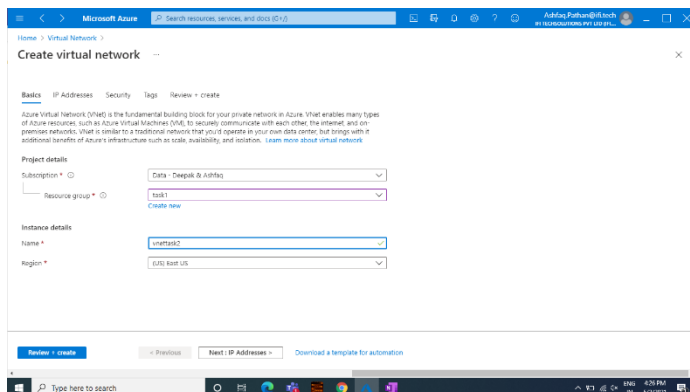 Microsoft Azure
Search resources, services, and docs (G+/)
Ashfaq.Pathan@ifi.tech
IFI TECHSOLUTIONS PVT LTD (IFI...
Home > Virtual Network >
Create virtual network ...
Basics IP Addresses Security Tags Review + create
Azure Virtual Network (VNet) is the fundamental building block for your private network in Azure. VNet enables many types
of Azure resources, such as Azure Virtual Machines (VM), to securely communicate with each other, the internet, and on-
premises networks. VNet is similar to a traditional network that you'd operate in your own data center, but brings with it
additional benefits of Azure's infrastructure such as scale, availability, and isolation. Learn more about virtual network
Project details
Subscription *
Data - Deepak & Ashfaq
Resource group *
task1
Create new
Instance details
Name *
vnettask2
Region *
(US) East US
Review + create
< Previous
Next : IP Addresses >
Download a template for automation
Type here to search
ENG
4:26 PM